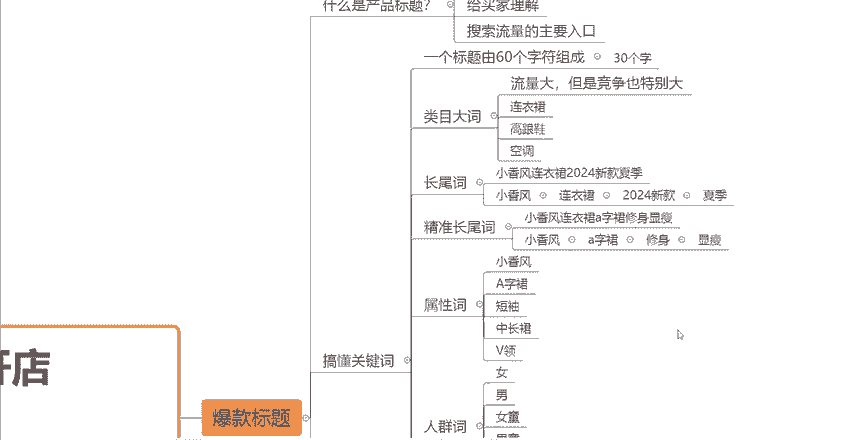 什么是产品标题？
给买家理解
搜索流量的主要入口
一个标题由60个字符组成 30个字
流量大，但是竞争也特别大
类目大词
连衣裙
高跟鞋
空调
长尾词
小香风连衣裙2024新款夏季
小香风 连衣裙 2024新款 夏季
精准长尾词
小香风连衣裙a字裙修身显瘦
小香风 a字裙 修身 显瘦
属性词
小香风
A字裙
短袖
中长裙
V领
搞懂关键词
人群词
女
男
女童
男童
开店
爆款标题